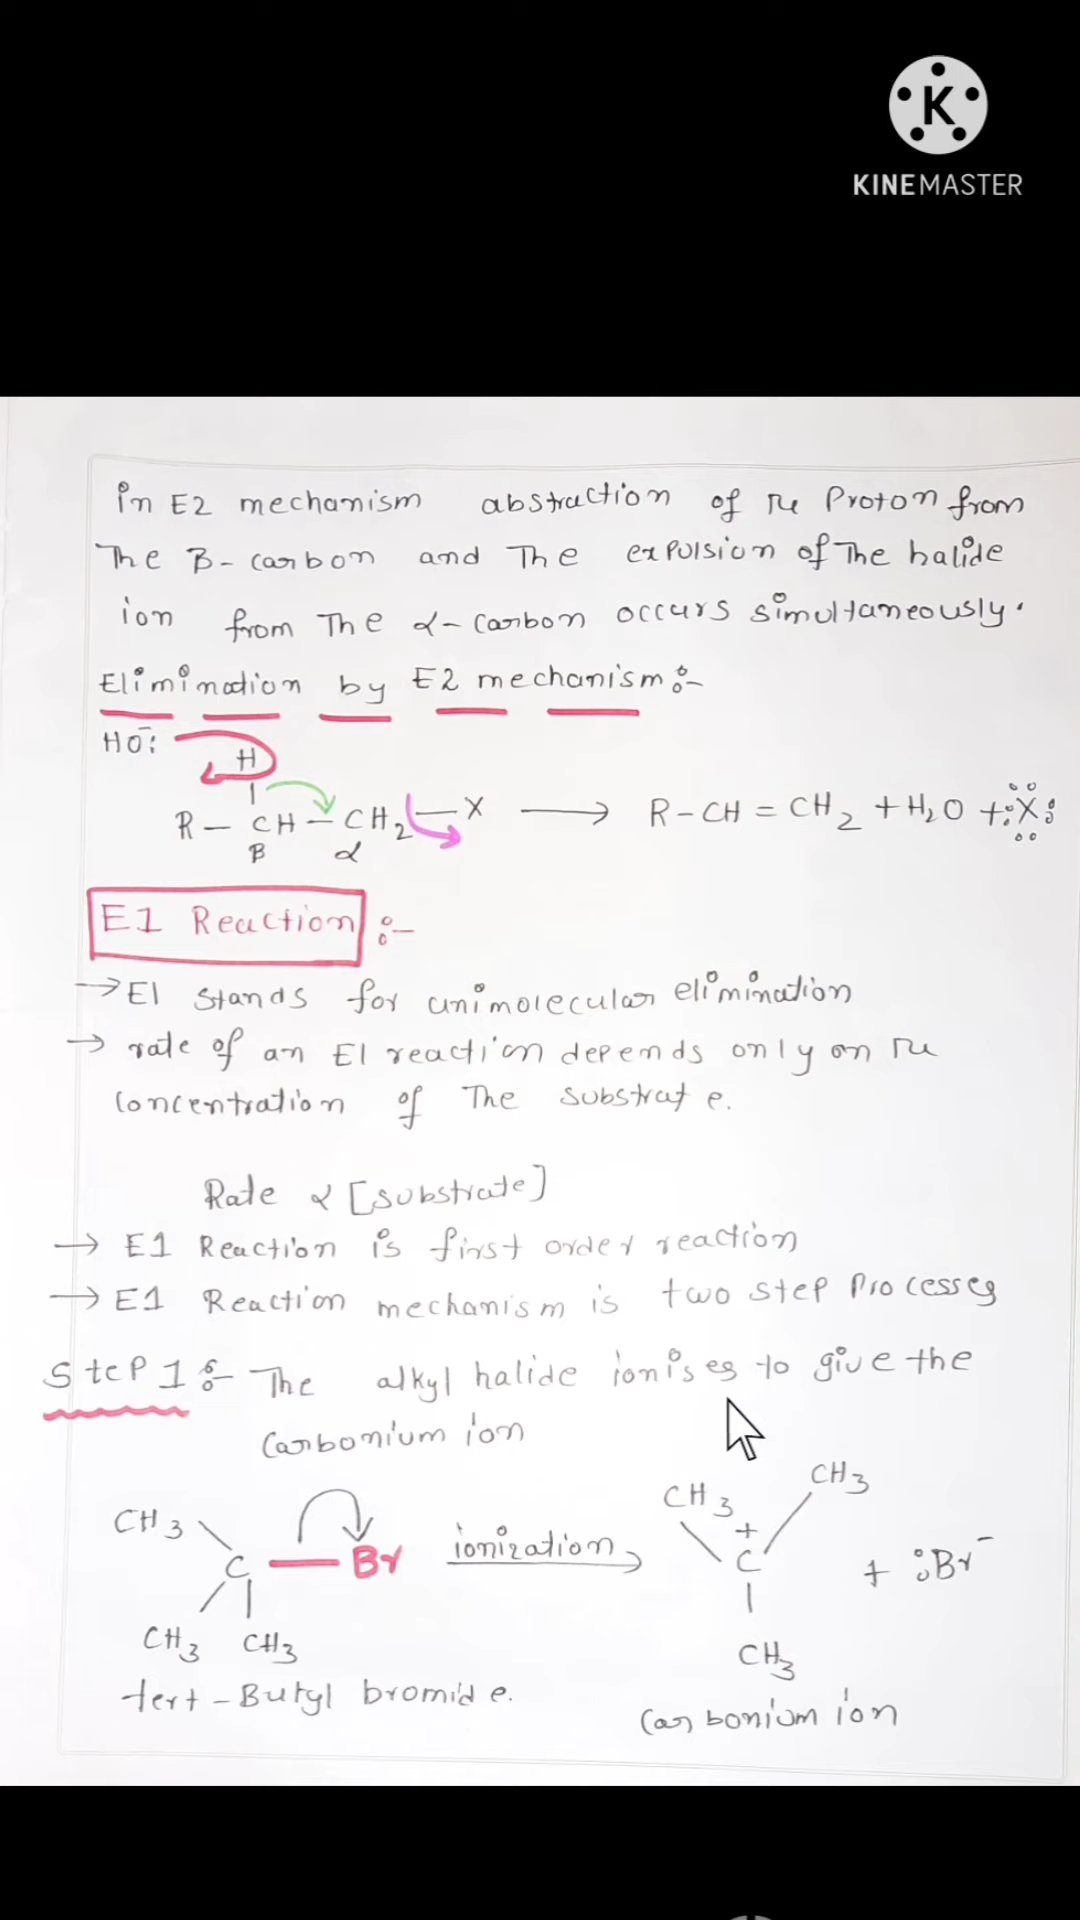 KINEMASTER
in E2 mechanism abstraction of the Proton from
The B-carbon and The expulsion of The halide
ion from The α-carbon occurs simultaneously.
Elimination by E2 mechanism:-
HO⁻:
H
R - CH - CH2 - X ⟶ R-CH=CH2 + H2O + :X:
B α
E1 Reaction :-
→ E1 stands for unimolecular elimination
→ rate of an E1 reaction depends only on the
concentration of The substrate.
Rate α [substrate]
→ E1 Reaction is first order reaction
→ E1 Reaction mechanism is two step Processes
Step 1:- The alkyl halide ionises to give the
carbonium ion
CH3 CH3 CH3
C - Br ionization → C+ + :Br⁻
CH3 CH3 CH3
tert-Butyl bromide.
carbonium ion